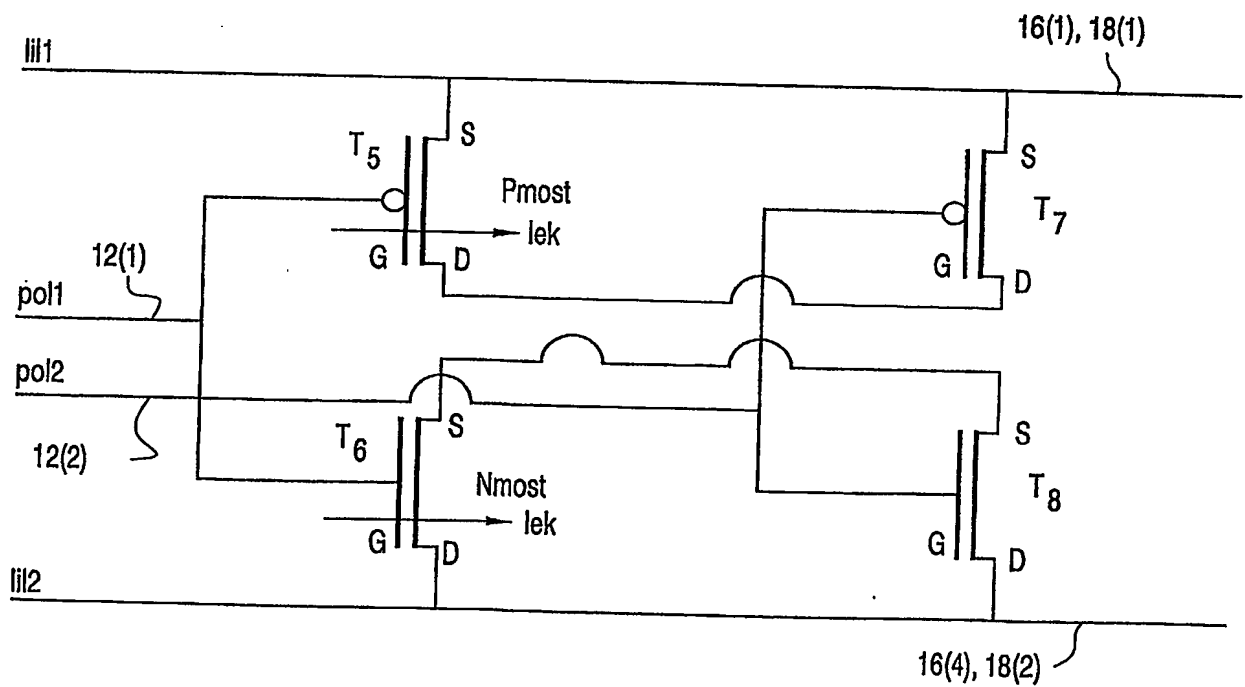 lil1
16(1), 18(1)
T5
S
Pmost
lek
G
D
S
T7
G
D
12(1)
pol1
pol2
12(2)
T6
S
Nmost
lek
G
D
S
T8
G
D
lil2
16(4), 18(2)